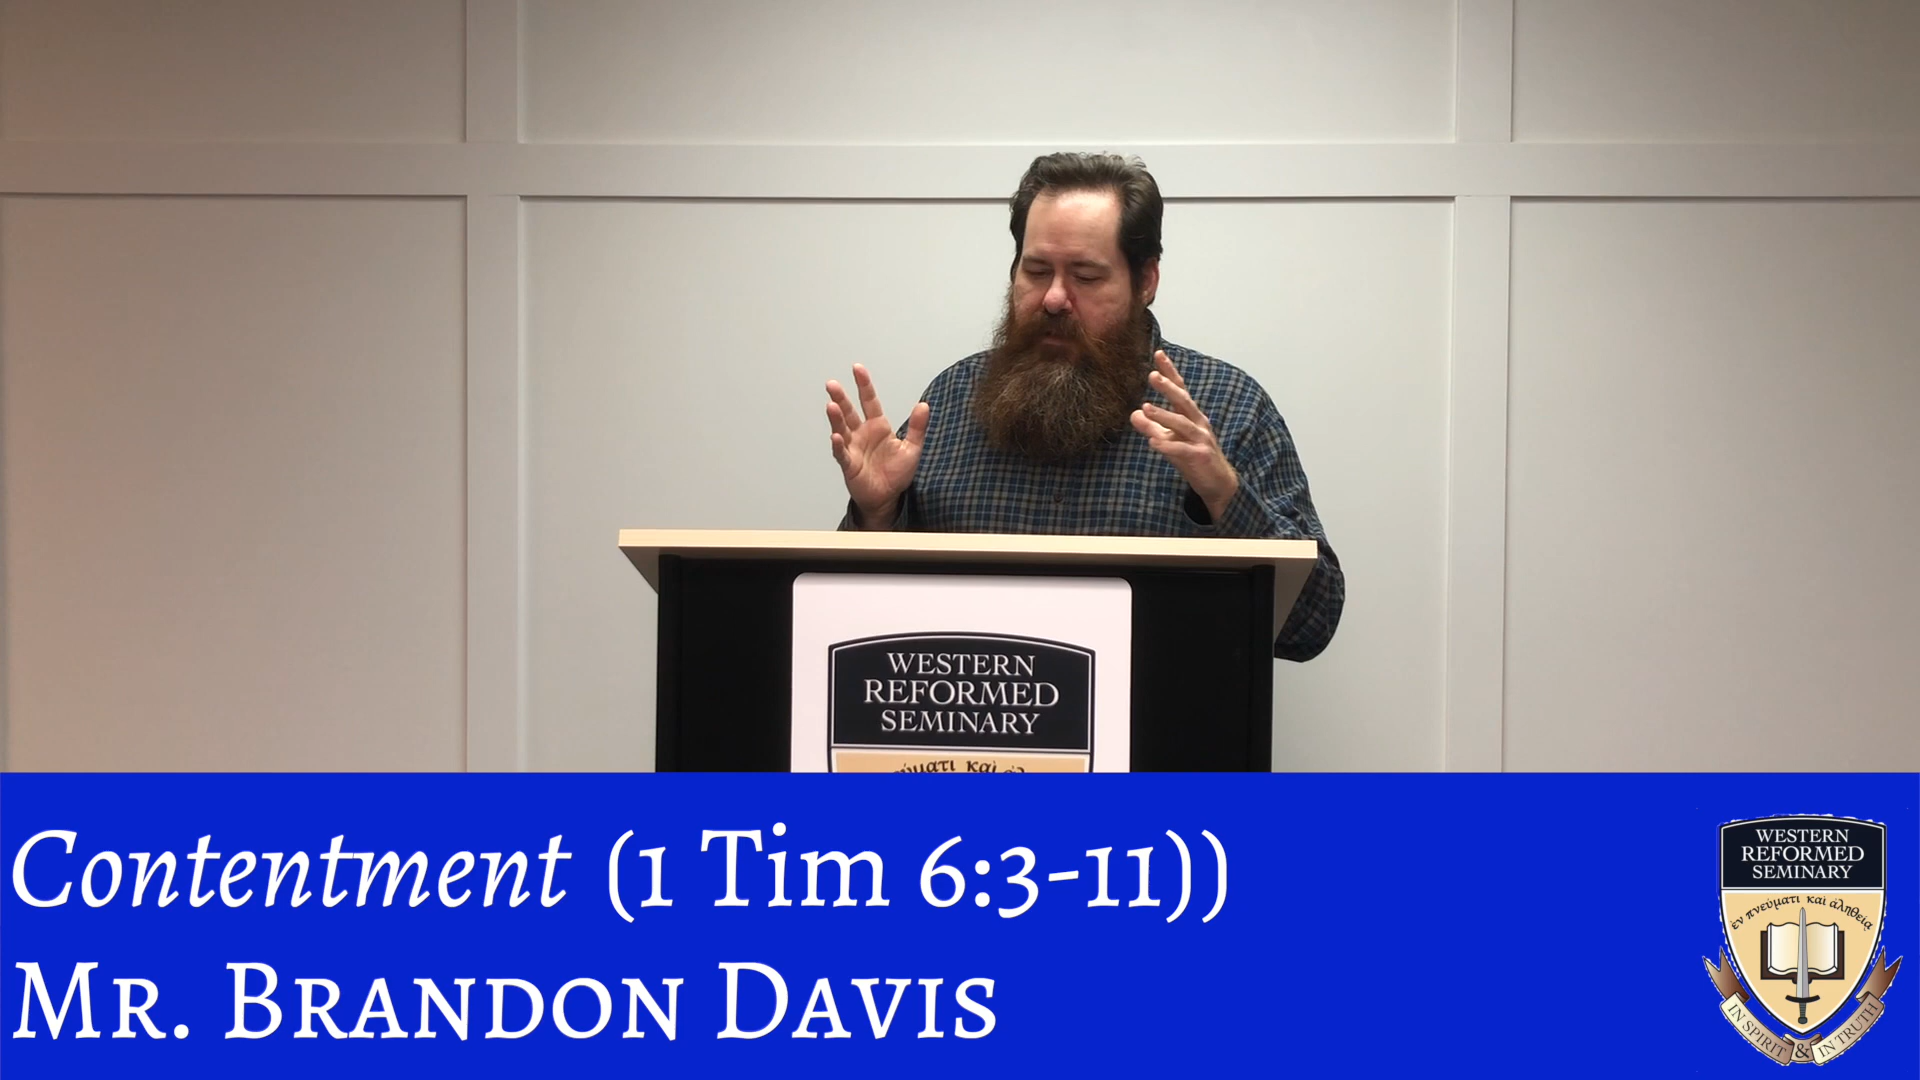 WESTERN
REFORMED
SEMINARY
Contentment (1 Tim 6:3-11))
MR. BRANDON DAVIS
WESTERN
REFORMED
SEMINARY
ἐν πνεύματι καὶ ἀληθείᾳ
IN SPIRIT & IN TRUTH